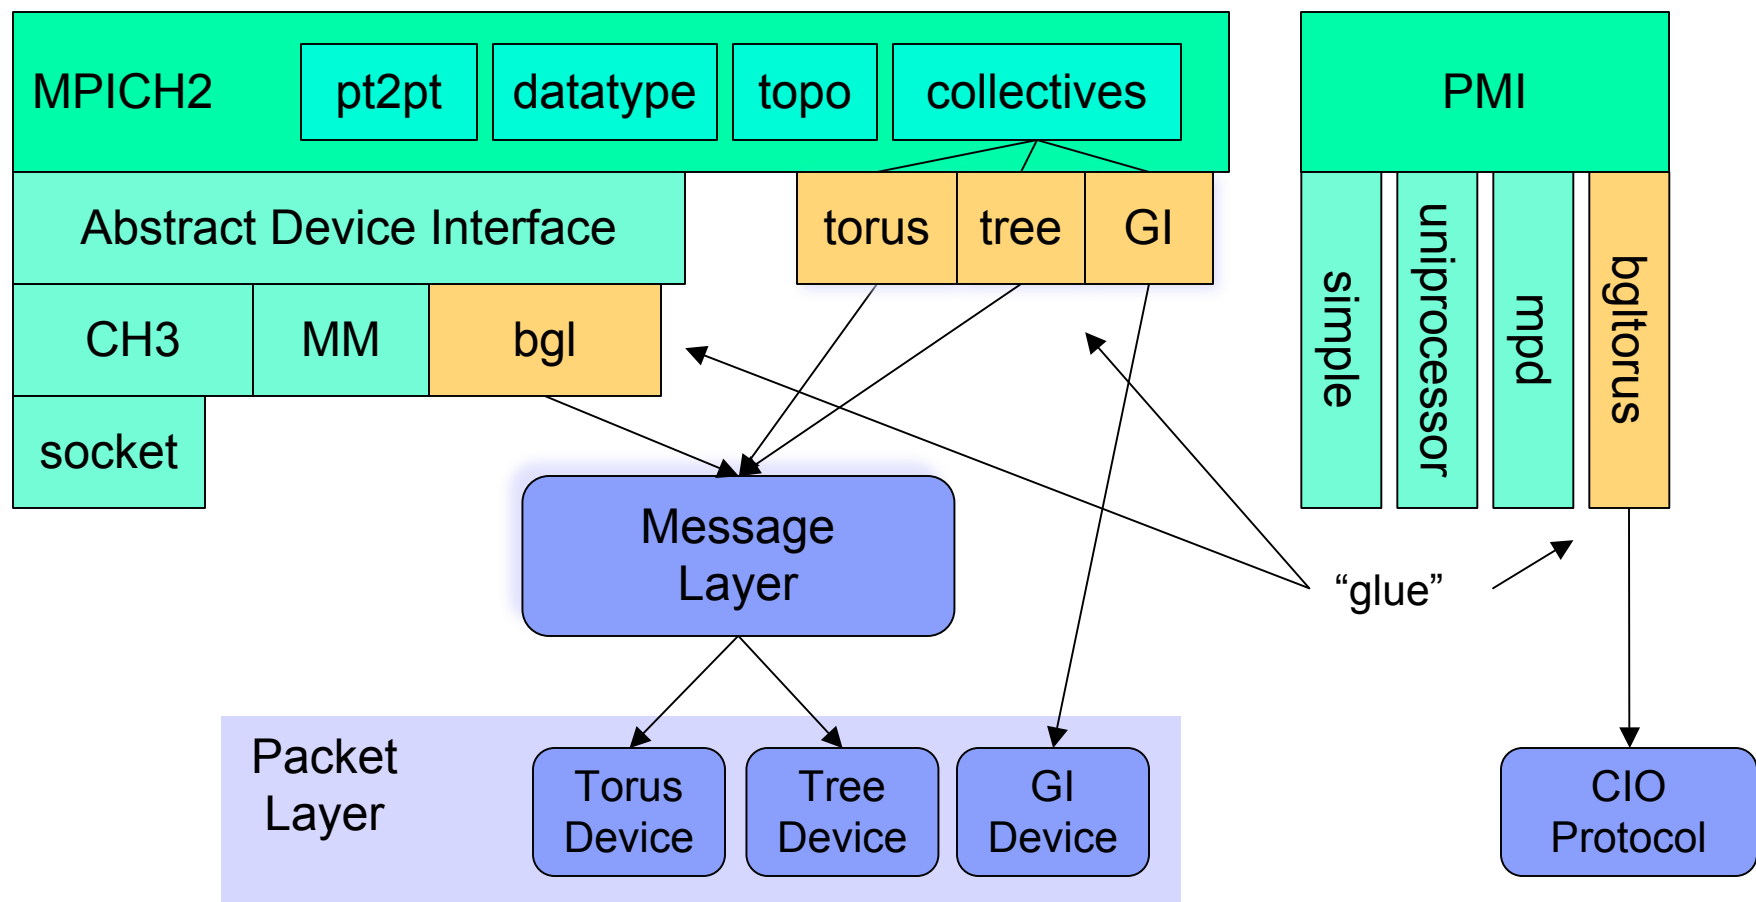 MPICH2
pt2pt
datatype
topo
collectives
PMI
Abstract Device Interface
torus
tree
GI
simple
uniprocessor
mpd
bgltorus
CH3
MM
bgl
socket
Message
Layer
“glue”
Packet
Layer
Torus
Device
Tree
Device
GI
Device
CIO
Protocol